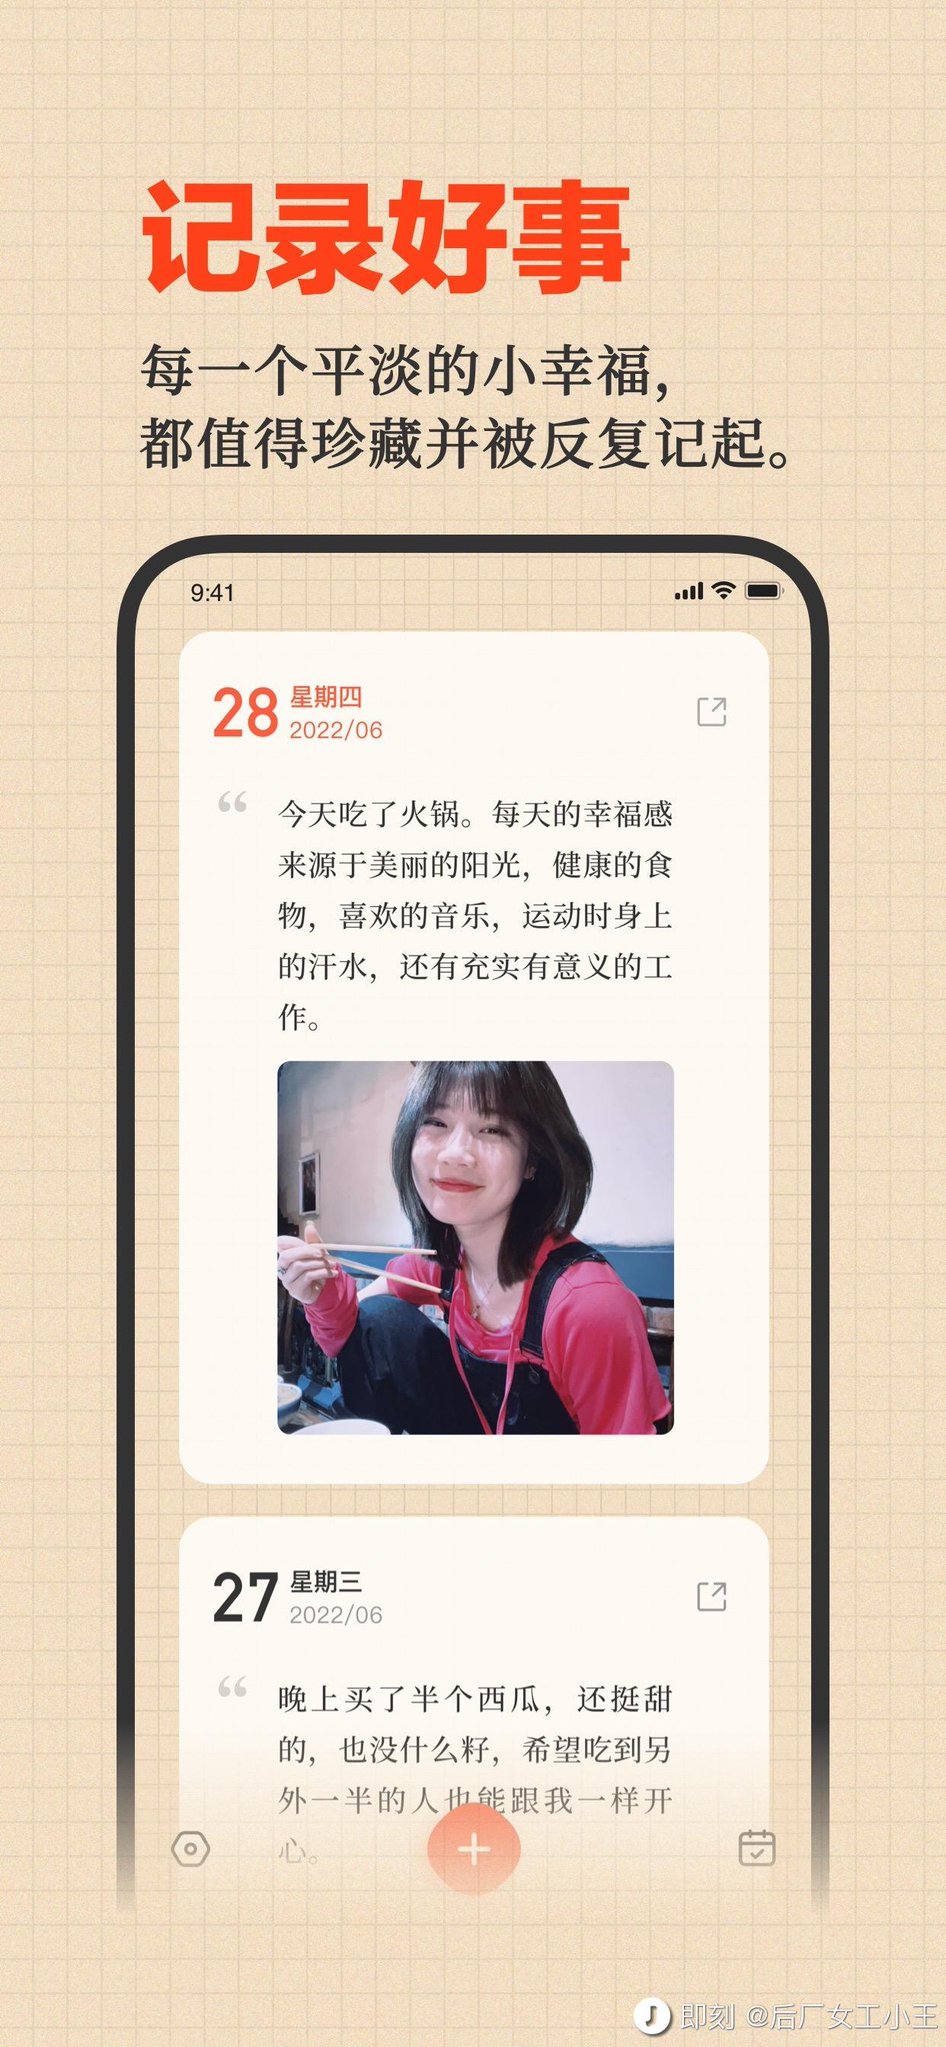 记录好事
每一个平淡的小幸福，
都值得珍藏并被反复记起。
9:41
28 星期四
2022/06
“
今天吃了火锅。每天的幸福感
来源于美丽的阳光，健康的食
物，喜欢的音乐，运动时身上
的汗水，还有充实有意义的工
作。
27 星期三
2022/06
“
晚上买了半个西瓜，还挺甜
的，也没什么籽，希望吃到另
外一半的人也能跟我一样开
心。
即刻 @后厂女工小王